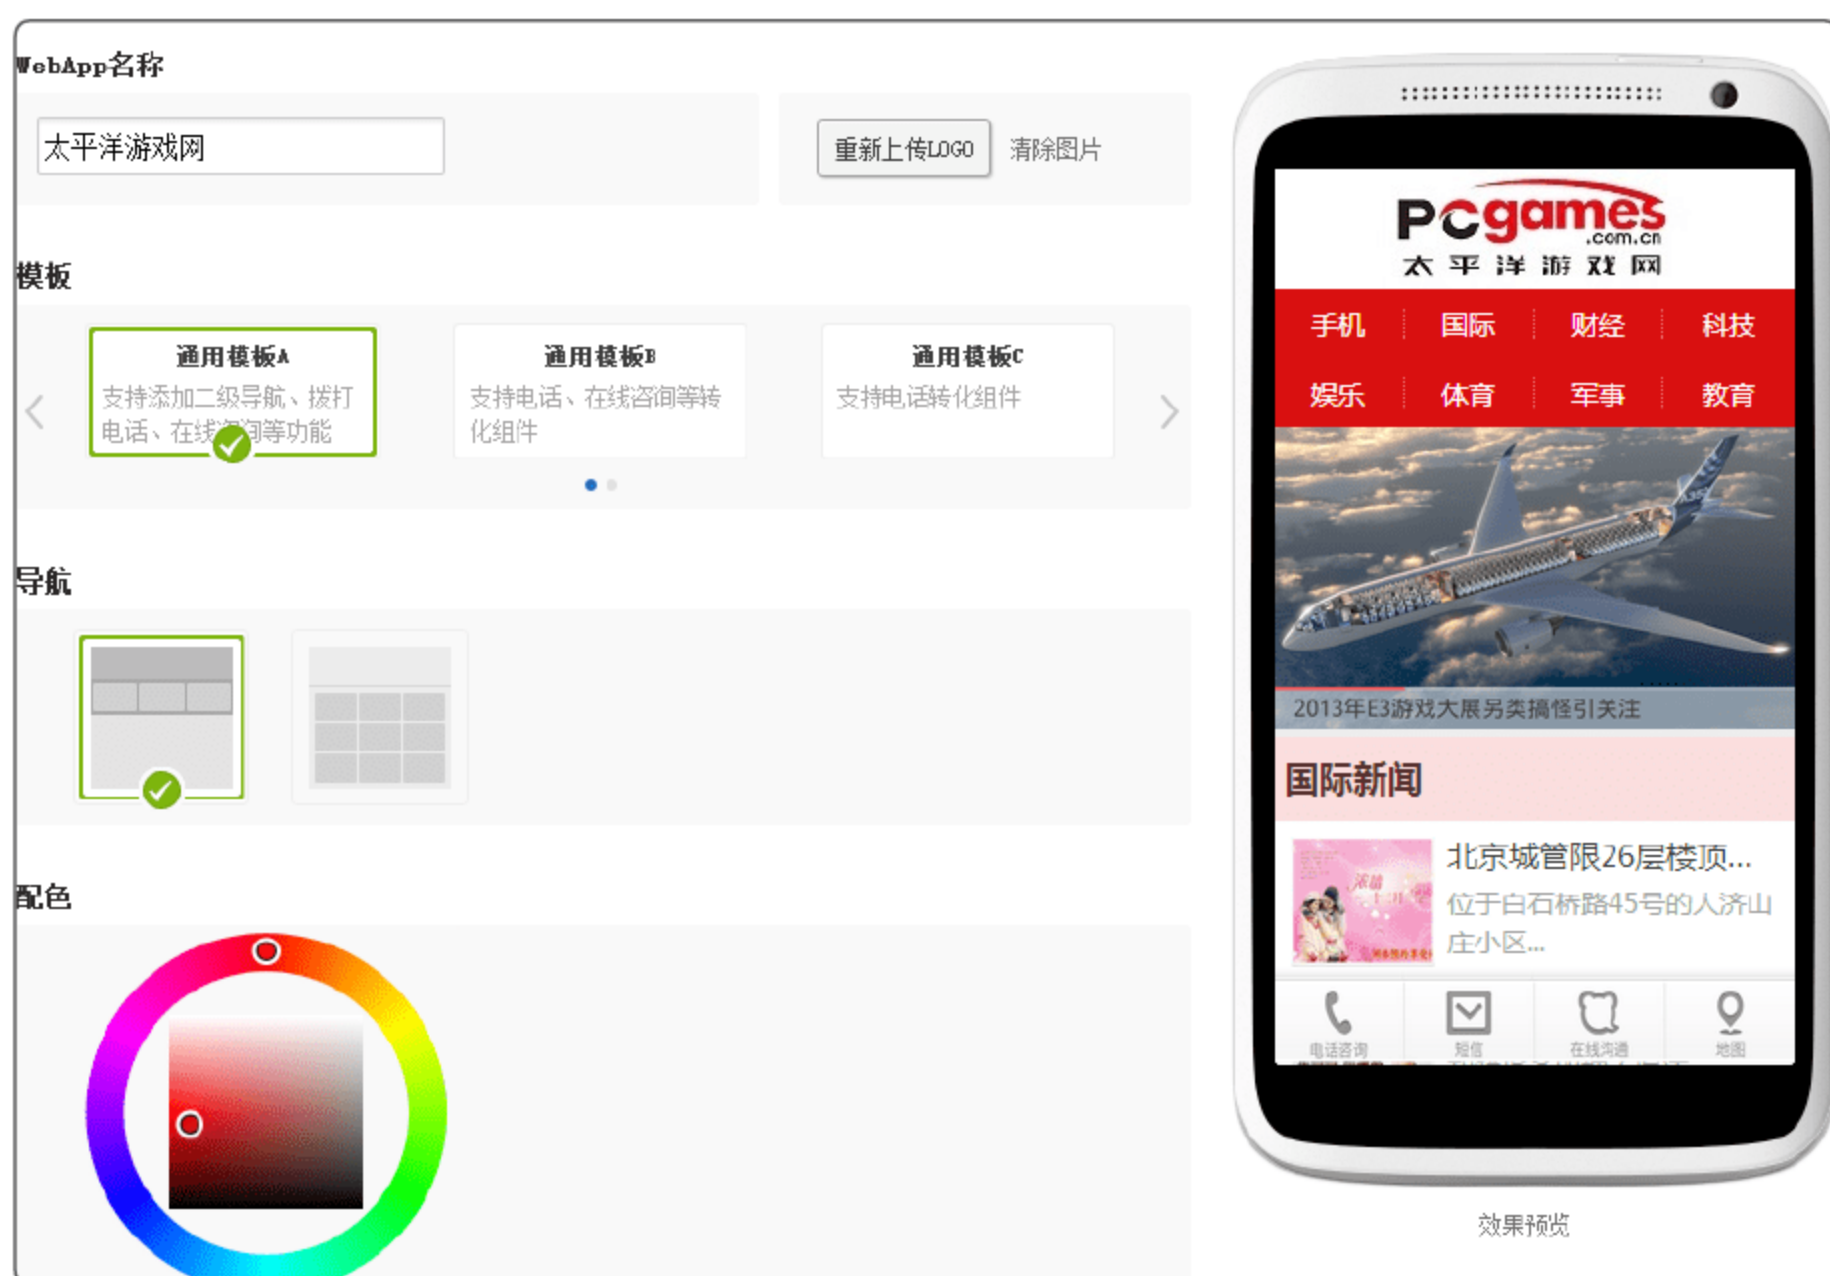 WebApp名称
太平洋游戏网
重新上传LOGO 清除图片
模板
通用模板A
支持添加二级导航、拨打
电话、在线咨询等功能
通用模板B
支持电话、在线咨询等转
化组件
通用模板C
支持电话转化组件
导航
配色
PCgames
.com.cn
太平洋游戏网
手机 国际 财经 科技
娱乐 体育 军事 教育
A350
2013年E3游戏大展另类搞怪引关注
国际新闻
北京城管限26层楼顶...
位于白石桥路45号的人济山
庄小区...
浓情
电话咨询 短信 在线沟通 地图
效果预览